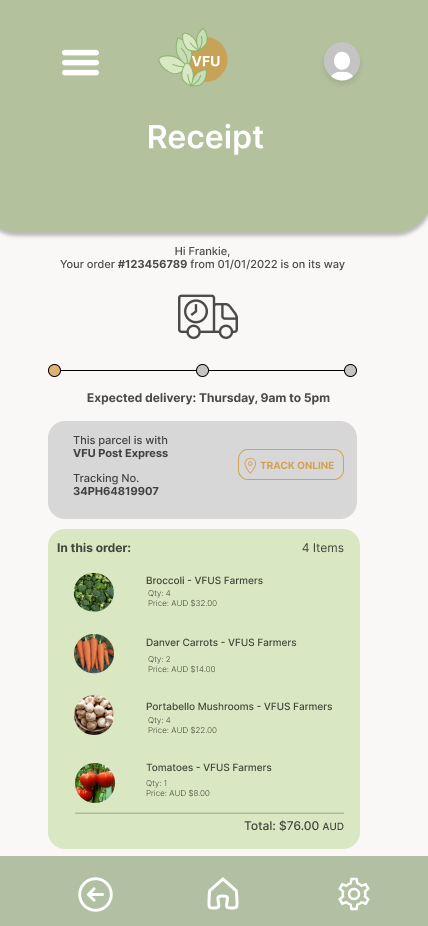 VFU
Receipt
Hi Frankie,
Your order #123456789 from 01/01/2022 is on its way
Expected delivery: Thursday, 9am to 5pm
This parcel is with
VFU Post Express
TRACK ONLINE
Tracking No.
34PH64819907
In this order: 4 Items
Broccoli - VFUS Farmers
Qty: 4
Price: AUD $32.00
Danver Carrots - VFUS Farmers
Qty: 2
Price: AUD $14.00
Portabello Mushrooms - VFUS Farmers
Qty: 4
Price: AUD $22.00
Tomatoes - VFUS Farmers
Qty: 1
Price: AUD $8.00
Total: $76.00 AUD